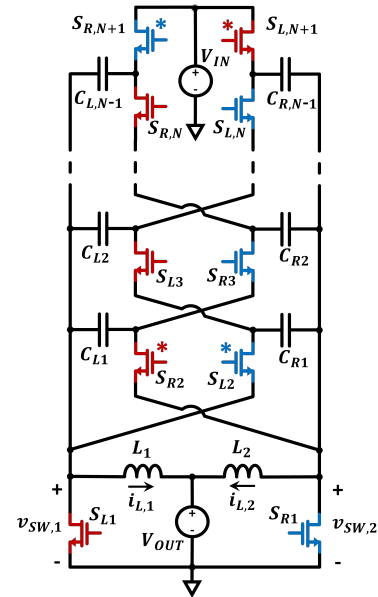 S_{R,N+1} * V_{IN} * S_{L,N+1}
+
-
C_{L,N-1} S_{R,N} S_{L,N} C_{R,N-1}
C_{L2} S_{L3} S_{R3} C_{R2}
C_{L1} * S_{R2} * S_{L2} C_{R1}
L_1 L_2
+ i_{L,1} i_{L,2} +
v_{SW,1} S_{L1} V_{OUT} + - S_{R1} v_{SW,2}
- -